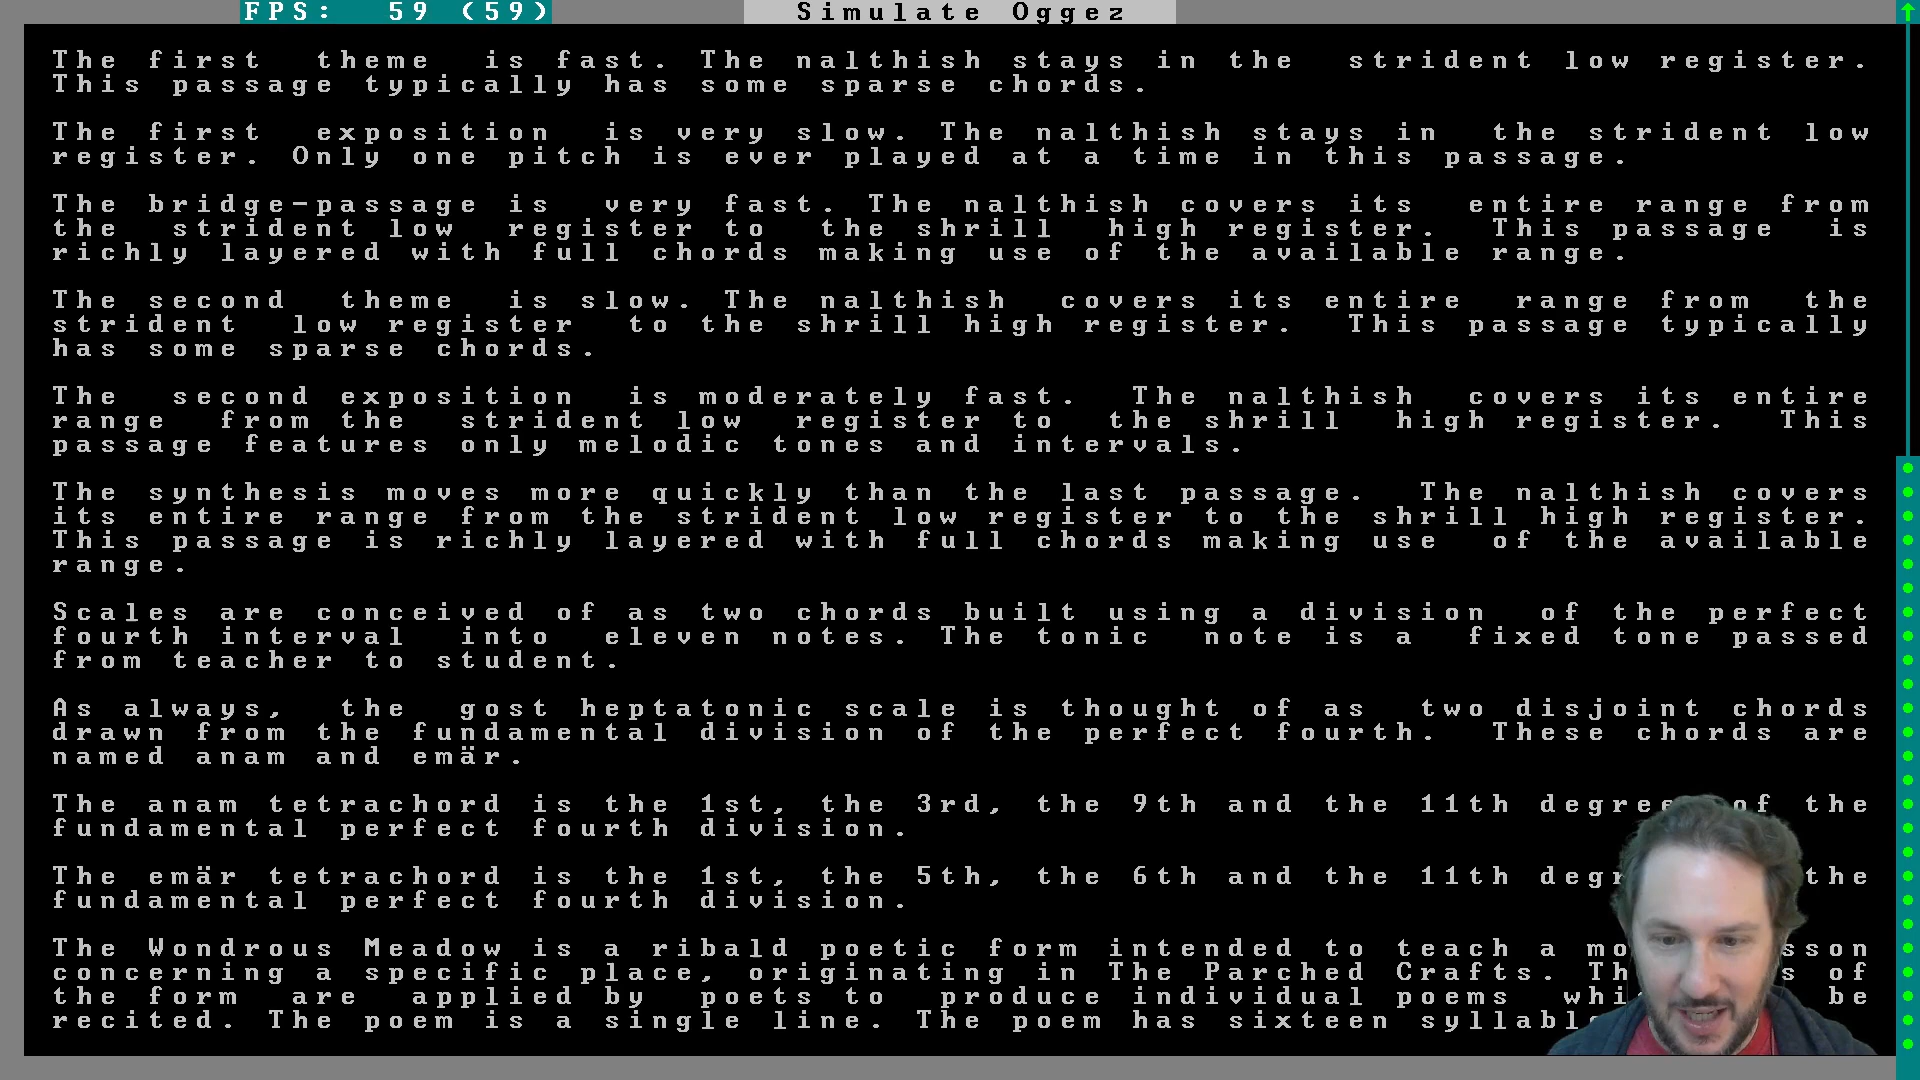 FPS: 59 (59) Simulate Oggez
The first theme is fast. The nalthish stays in the strident low register.
This passage typically has some sparse chords.
The first exposition is very slow. The nalthish stays in the strident low
register. Only one pitch is ever played at a time in this passage.
The bridge-passage is very fast. The nalthish covers its entire range from
the strident low register to the shrill high register. This passage is
richly layered with full chords making use of the available range.
The second theme is slow. The nalthish covers its entire range from the
strident low register to the shrill high register. This passage typically
has some sparse chords.
The second exposition is moderately fast. The nalthish covers its entire
range from the strident low register to the shrill high register. This
passage features only melodic tones and intervals.
The synthesis moves more quickly than the last passage. The nalthish covers
its entire range from the strident low register to the shrill high register.
This passage is richly layered with full chords making use of the available
range.
Scales are conceived of as two chords built using a division of the perfect
fourth interval into eleven notes. The tonic note is a fixed tone passed
from teacher to student.
As always, the gost heptatonic scale is thought of as two disjoint chords
drawn from the fundamental division of the perfect fourth. These chords are
named anam and emär.
The anam tetrachord is the 1st, the 3rd, the 9th and the 11th degrees of the
fundamental perfect fourth division.
The emär tetrachord is the 1st, the 5th, the 6th and the 11th the
fundamental perfect fourth division.
The Wondrous Meadow is a ribald poetic form intended to teach a
concerning a specific place, originating in The Parched Crafts. of
the form are applied by poets to produce individual poems be
recited. The poem is a single line. The poem has sixteen